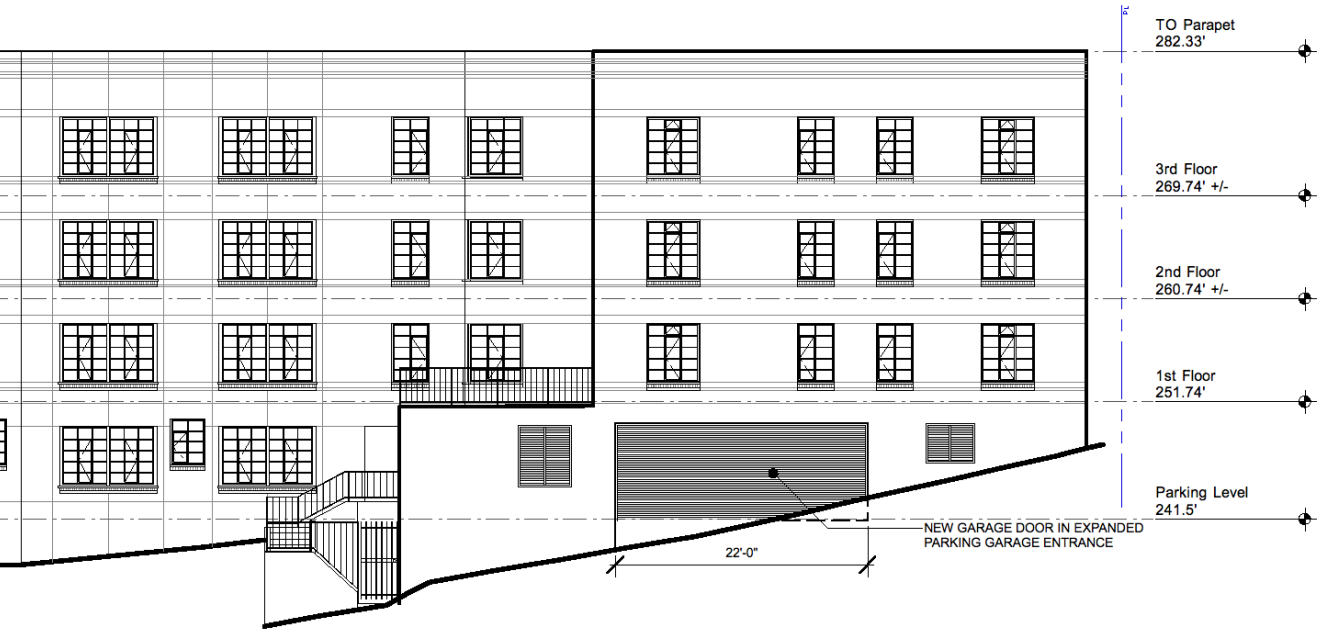 PL
TO Parapet
282.33'
3rd Floor
269.74' +/-
2nd Floor
260.74' +/-
1st Floor
251.74'
Parking Level
241.5'
NEW GARAGE DOOR IN EXPANDED
PARKING GARAGE ENTRANCE
22'-0"